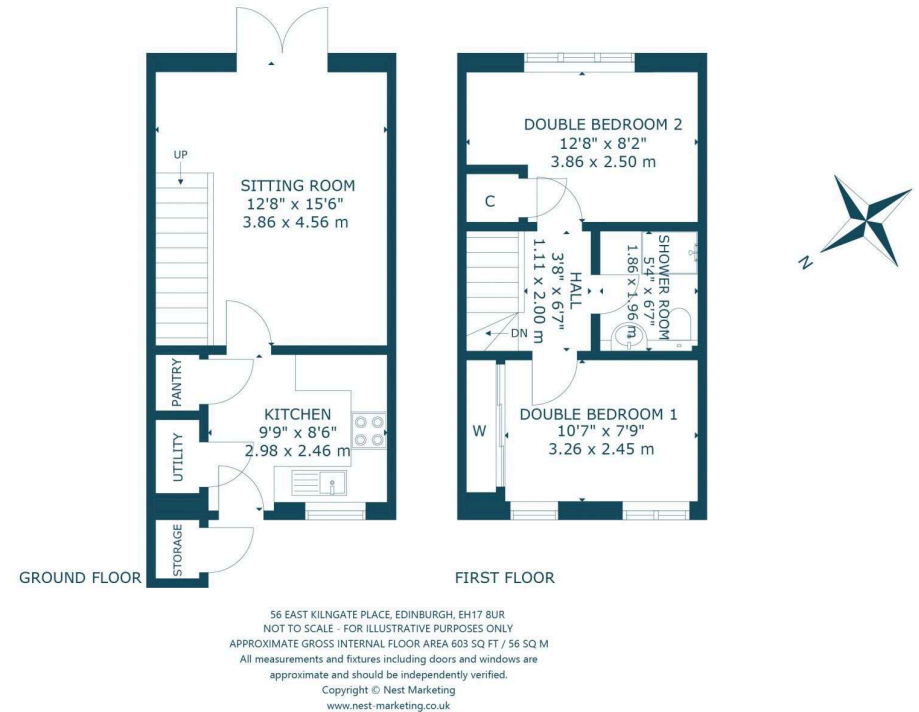 UP
SITTING ROOM
12'8" x 15'6"
3.86 x 4.56 m
PANTRY
UTILITY
STORAGE
KITCHEN
9'9" x 8'6"
2.98 x 2.46 m
GROUND FLOOR
DOUBLE BEDROOM 2
12'8" x 8'2"
3.86 x 2.50 m
C
HALL
3'8" x 6'7"
1.11 x 2.00 m
SHOWER ROOM
5'4" x 6'7"
1.86 x 1.96 m
DN
W
DOUBLE BEDROOM 1
10'7" x 7'9"
3.26 x 2.45 m
FIRST FLOOR
N
56 EAST KILNGATE PLACE, EDINBURGH, EH17 8UR
NOT TO SCALE - FOR ILLUSTRATIVE PURPOSES ONLY
APPROXIMATE GROSS INTERNAL FLOOR AREA 603 SQ FT / 56 SQ M
All measurements and fixtures including doors and windows are
approximate and should be independently verified.
Copyright © Nest Marketing
www.nest-marketing.co.uk